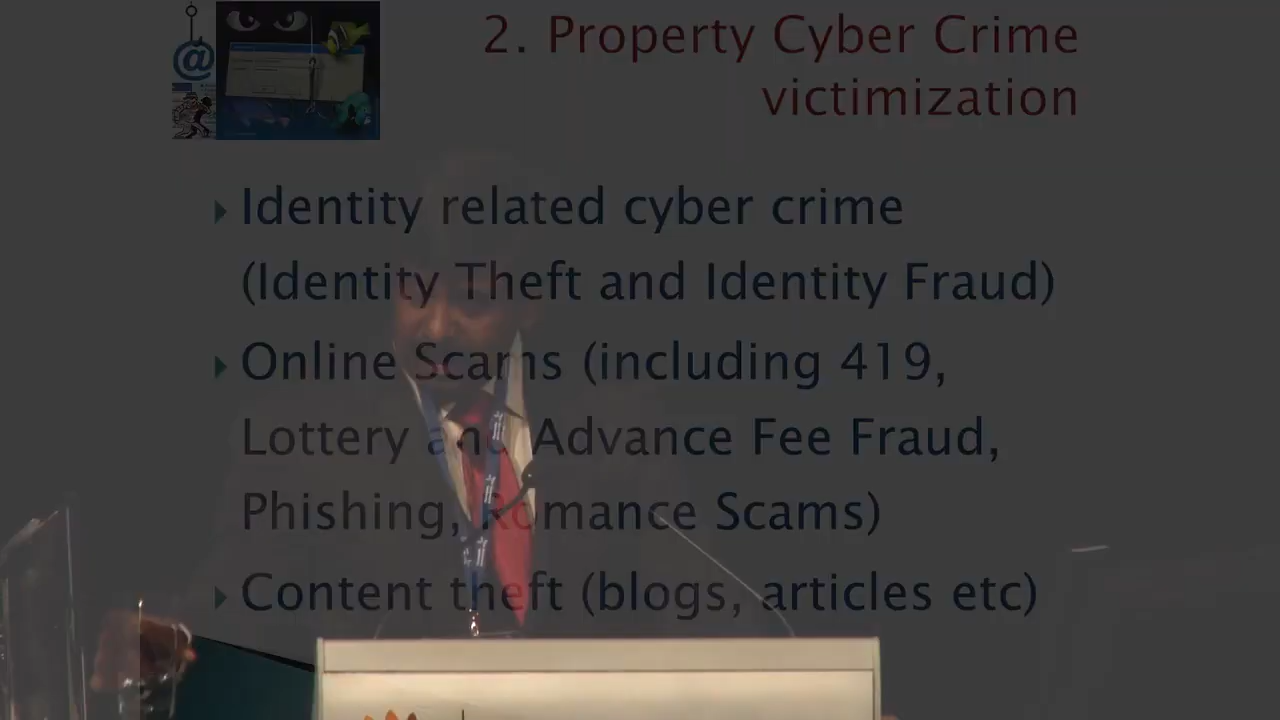 2. Property Cyber Crime
victimization
@
Identity related cyber crime
(Identity Theft and Identity Fraud)
Online Scams (including 419,
Lottery and Advance Fee Fraud,
Phishing, Romance Scams)
Content theft (blogs, articles etc)